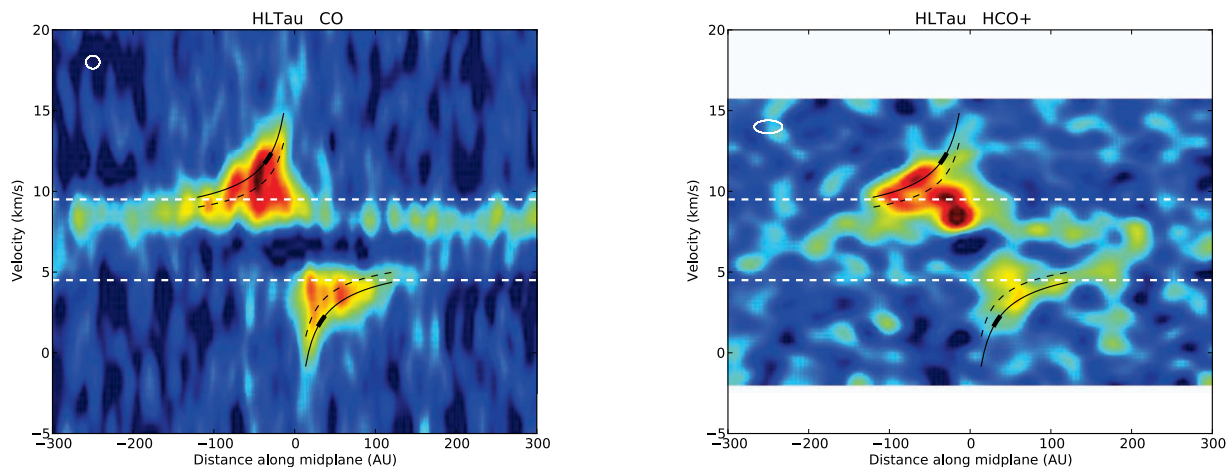 HLTau CO
20
15
10
5
0
−5
−300 −200 −100 0 100 200 300
Velocity (km/s)
Distance along midplane (AU)
HLTau HCO+
20
15
10
5
0
−5
−300 −200 −100 0 100 200 300
Velocity (km/s)
Distance along midplane (AU)